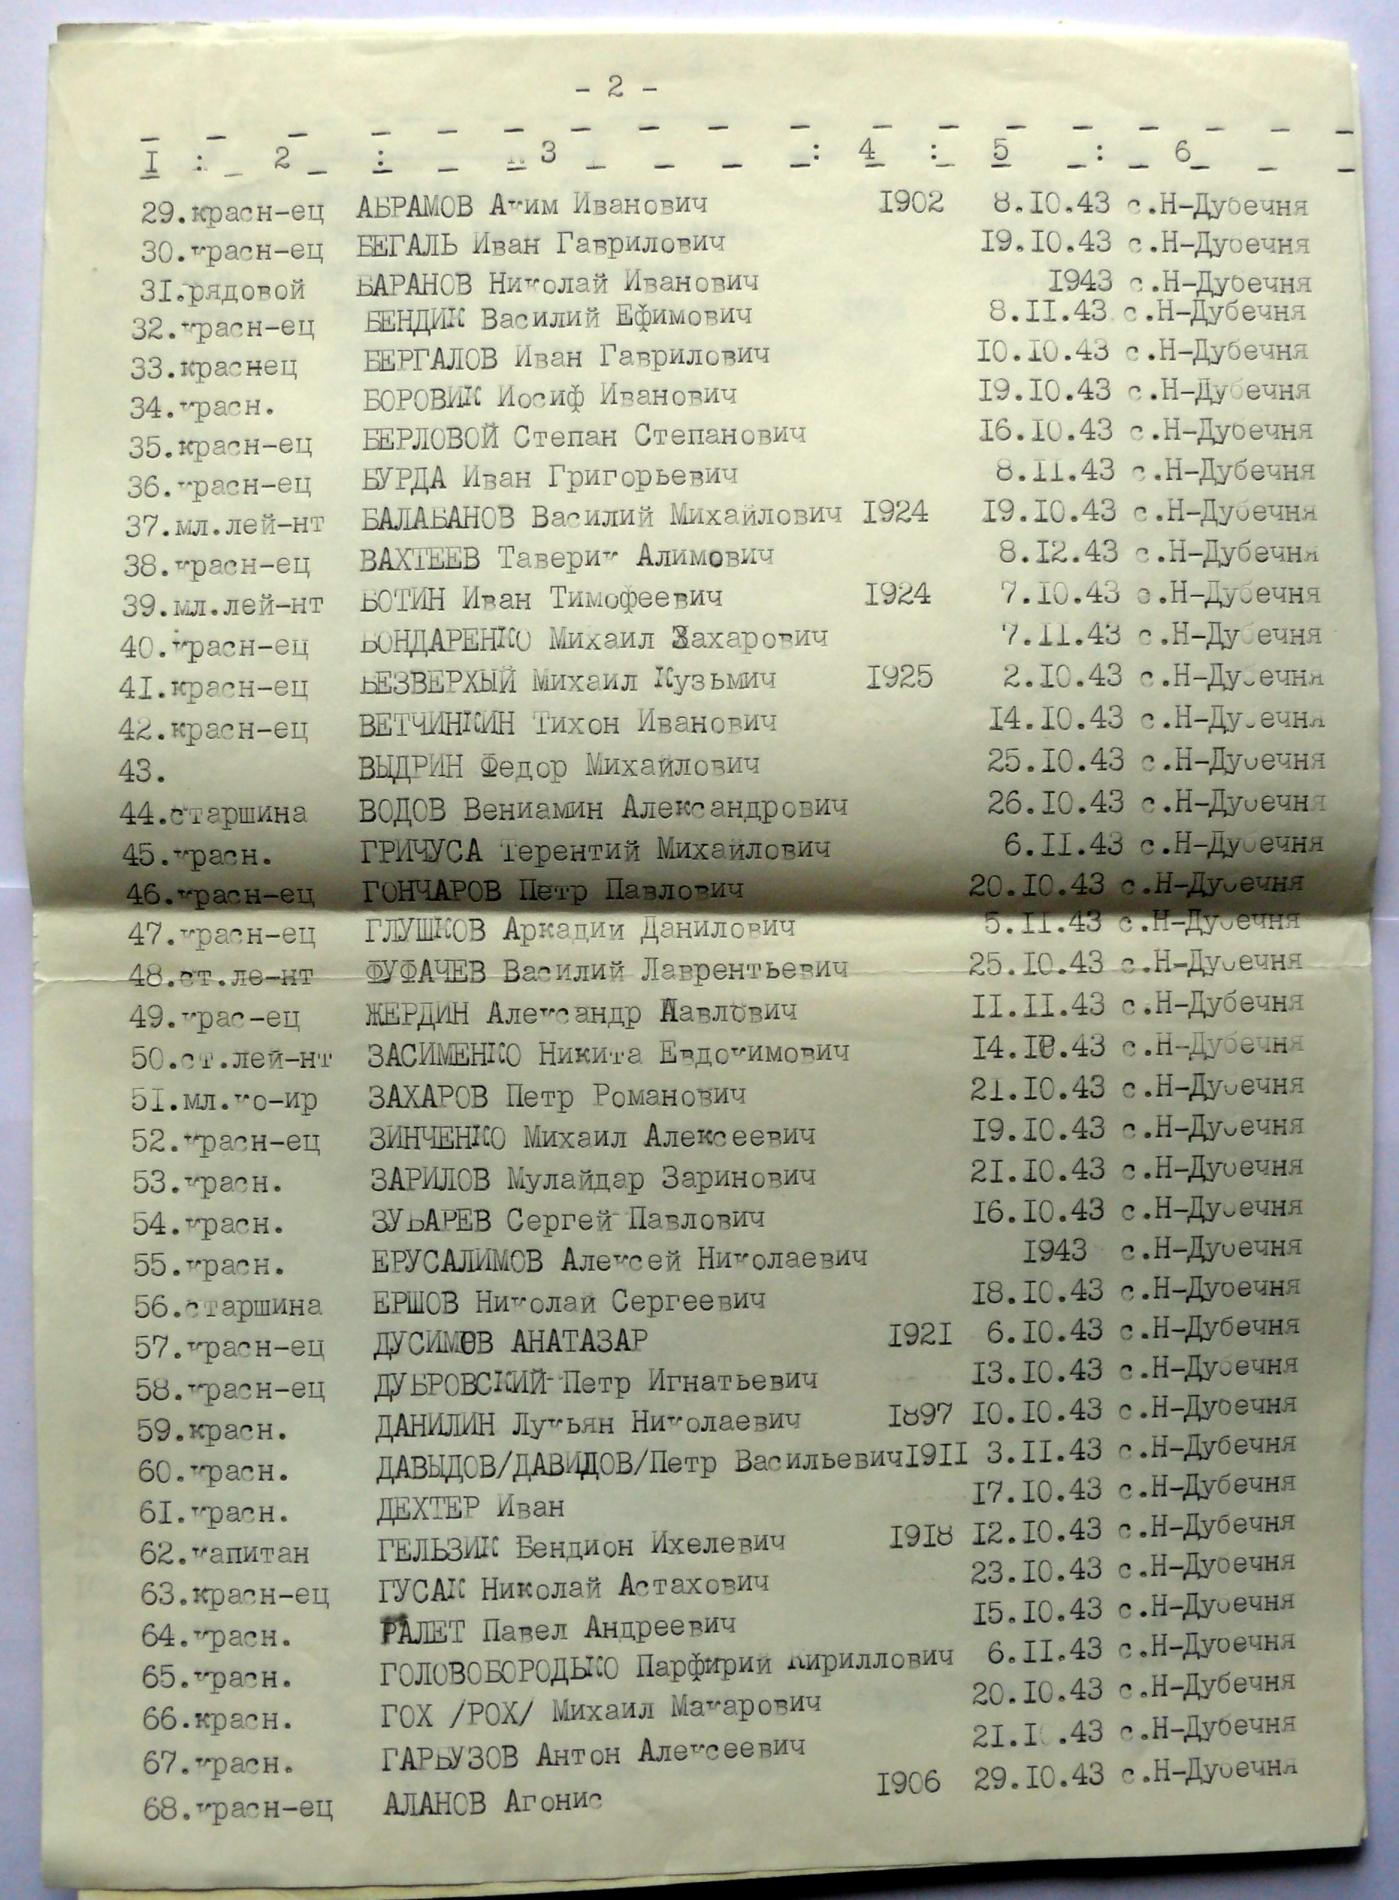 - 2 -
I : 2 : 3 : 4 : 5 : 6
29.красн-ец АБРАМОВ Аким Иванович 1902 8.10.43 с.Н-Дубечня
30.красн-ец БЕГАЛЬ Иван Гаврилович 19.10.43 с.Н-Дубечня
31.рядовой БАРАНОВ Николай Иванович 1943 с.Н-Дубечня
32.красн-ец БЕНДИК Василий Ефимович 8.II.43 с.Н-Дубечня
33.краснец БЕРГАЛОВ Иван Гаврилович 10.10.43 с.Н-Дубечня
34.красн. БОРОВИК Иосиф Иванович 19.10.43 с.Н-Дубечня
35.красн-ец БЕРЛОВОЙ Степан Степанович 16.10.43 с.Н-Дубечня
36.красн-ец БУРДА Иван Григорьевич 8.II.43 с.Н-Дубечня
37.мл.лей-нт БАЛАБАНОВ Василий Михайлович 1924 19.10.43 с.Н-Дубечня
38.красн-ец ВАХТЕЕВ Таверик Алимович 8.12.43 с.Н-Дубечня
39.мл.лей-нт БОТИН Иван Тимофеевич 1924 7.10.43 с.Н-Дубечня
40.красн-ец БОНДАРЕНКО Михаил Захарович 7.II.43 с.Н-Дубечня
41.красн-ец БЕЗВЕРХЫЙ Михаил Кузьмич 1925 2.10.43 с.Н-Дубечня
42.красн-ец ВЕТЧИНКИН Тихон Иванович 14.10.43 с.Н-Дубечня
43. ВЫДРИН Федор Михайлович 25.10.43 с.Н-Дубечня
44.старшина ВОДОВ Вениамин Александрович 26.10.43 с.Н-Дубечня
45.красн. ГРИЧУСА Терентий Михайлович 6.II.43 с.Н-Дубечня
46.красн-ец ГОНЧАРОВ Петр Павлович 20.10.43 с.Н-Дубечня
47.красн-ец ГЛУШКОВ Аркадии Данилович 5.II.43 с.Н-Дубечня
48.ст.ле-нт ФУФАЧЕВ Василий Лаврентьевич 25.10.43 с.Н-Дубечня
49.крас-ец ЖЕРДИН Александр Павлович II.II.43 с.Н-Дубечня
50.ст.лей-нт ЗАСИМЕНКО Никита Евдокимович 14.10.43 с.Н-Дубечня
51.мл.ко-ир ЗАХАРОВ Петр Романович 21.10.43 с.Н-Дубечня
52.красн-ец ЗИНЧЕНКО Михаил Алексеевич 19.10.43 с.Н-Дубечня
53.красн. ЗАРИЛОВ Мулайдар Заринович 21.10.43 с.Н-Дубечня
54.красн. ЗУБАРЕВ Сергей Павлович 16.10.43 с.Н-Дубечня
55.красн. ЕРУСАЛИМОВ Алексей Николаевич 1943 с.Н-Дубечня
56.старшина ЕРШОВ Николай Сергеевич 18.10.43 с.Н-Дубечня
57.красн-ец ДУСИМОВ АНАТАЗАР 1921 6.10.43 с.Н-Дубечня
58.красн-ец ДУБРОВСКИЙ Петр Игнатьевич 13.10.43 с.Н-Дубечня
59.красн. ДАНИЛИН Лукьян Николаевич 1897 10.10.43 с.Н-Дубечня
60.красн. ДАВЫДОВ/ДАВИДОВ/Петр Васильевич1911 3.II.43 с.Н-Дубечня
61.красн. ДЕХТЕР Иван 17.10.43 с.Н-Дубечня
62.капитан ГЕЛЬЗИК Бендион Ихелевич 1918 12.10.43 с.Н-Дубечня
63.красн-ец ГУСАК Николай Астахович 23.10.43 с.Н-Дубечня
64.красн. ГАЛЕТ Павел Андреевич 15.10.43 с.Н-Дубечня
65.красн. ГОЛОВОБОРОДЬКО Парфирий Кириллович 6.II.43 с.Н-Дубечня
66.красн. ГОХ /РОХ/ Михаил Макарович 20.10.43 с.Н-Дубечня
67.красн. ГАРБУЗОВ Антон Алексеевич 21.10.43 с.Н-Дубечня
68.красн-ец АЛАНОВ Агонис 1906 29.10.43 с.Н-Дубечня